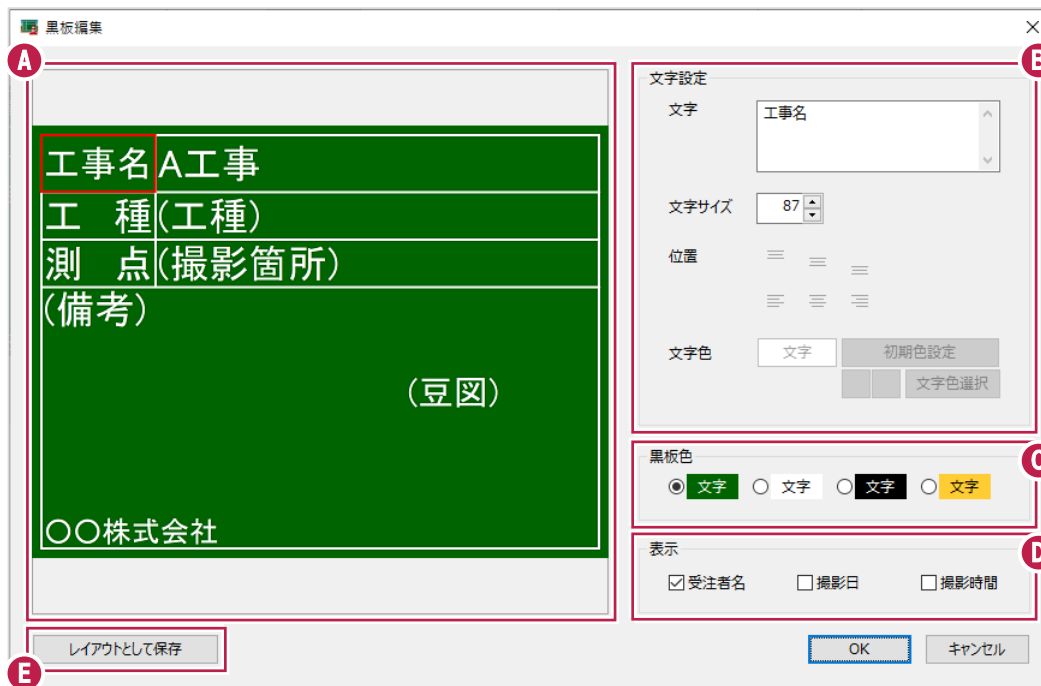 黒板編集
A
工事名 A工事
工　種 (工種)
測　点 (撮影箇所)
(備考)
(豆図)
〇〇株式会社
B
文字設定
文字 工事名
文字サイズ 87
位置
文字色 文字 初期色設定
文字色選択
C
黒板色
文字 文字 文字 文字
D
表示
受注者名 撮影日 撮影時間
E
レイアウトとして保存
OK キャンセル